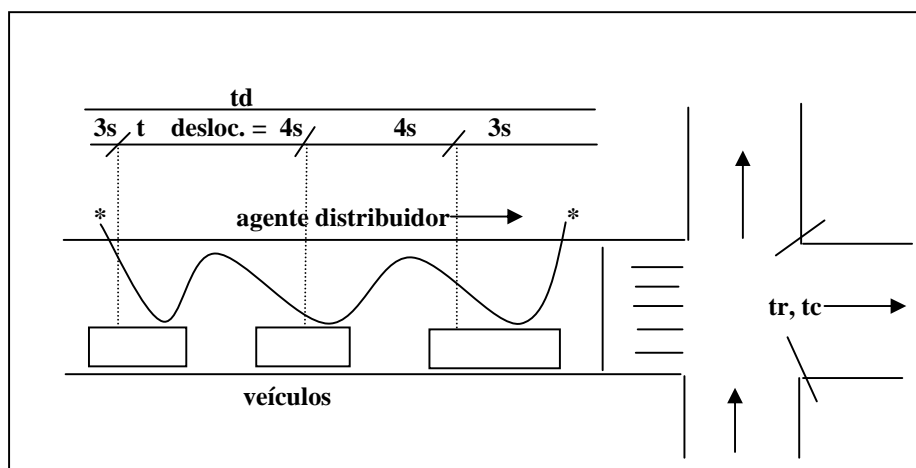 td
3s t desloc. = 4s 4s 3s
* agente distribuidor *
tr, tc
veículos